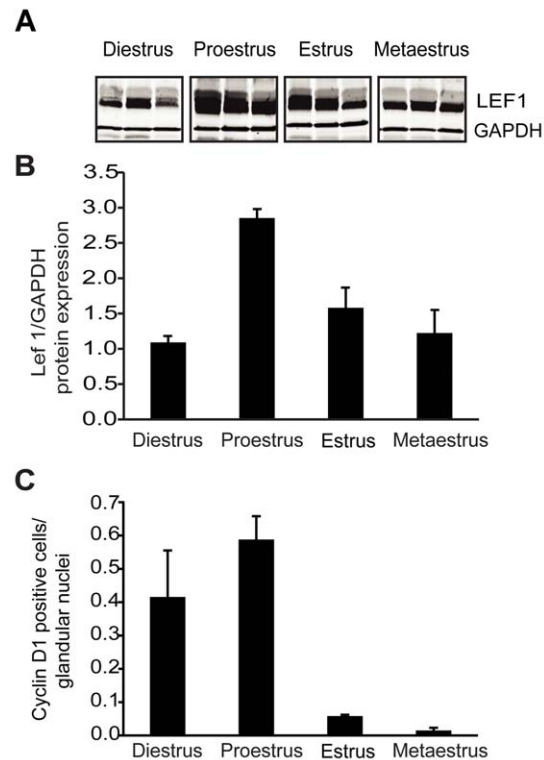 A
Diestrus Proestrus Estrus Metaestrus
LEF1
GAPDH
B
Lef 1/GAPDH
protein expression
3.5
3.0
2.5
2.0
1.5
1.0
0.5
0.0
Diestrus Proestrus Estrus Metaestrus
C
Cyclin D1 positive cells/
glandular nuclei
0.7
0.6
0.5
0.4
0.3
0.2
0.1
0.0
Diestrus Proestrus Estrus Metaestrus